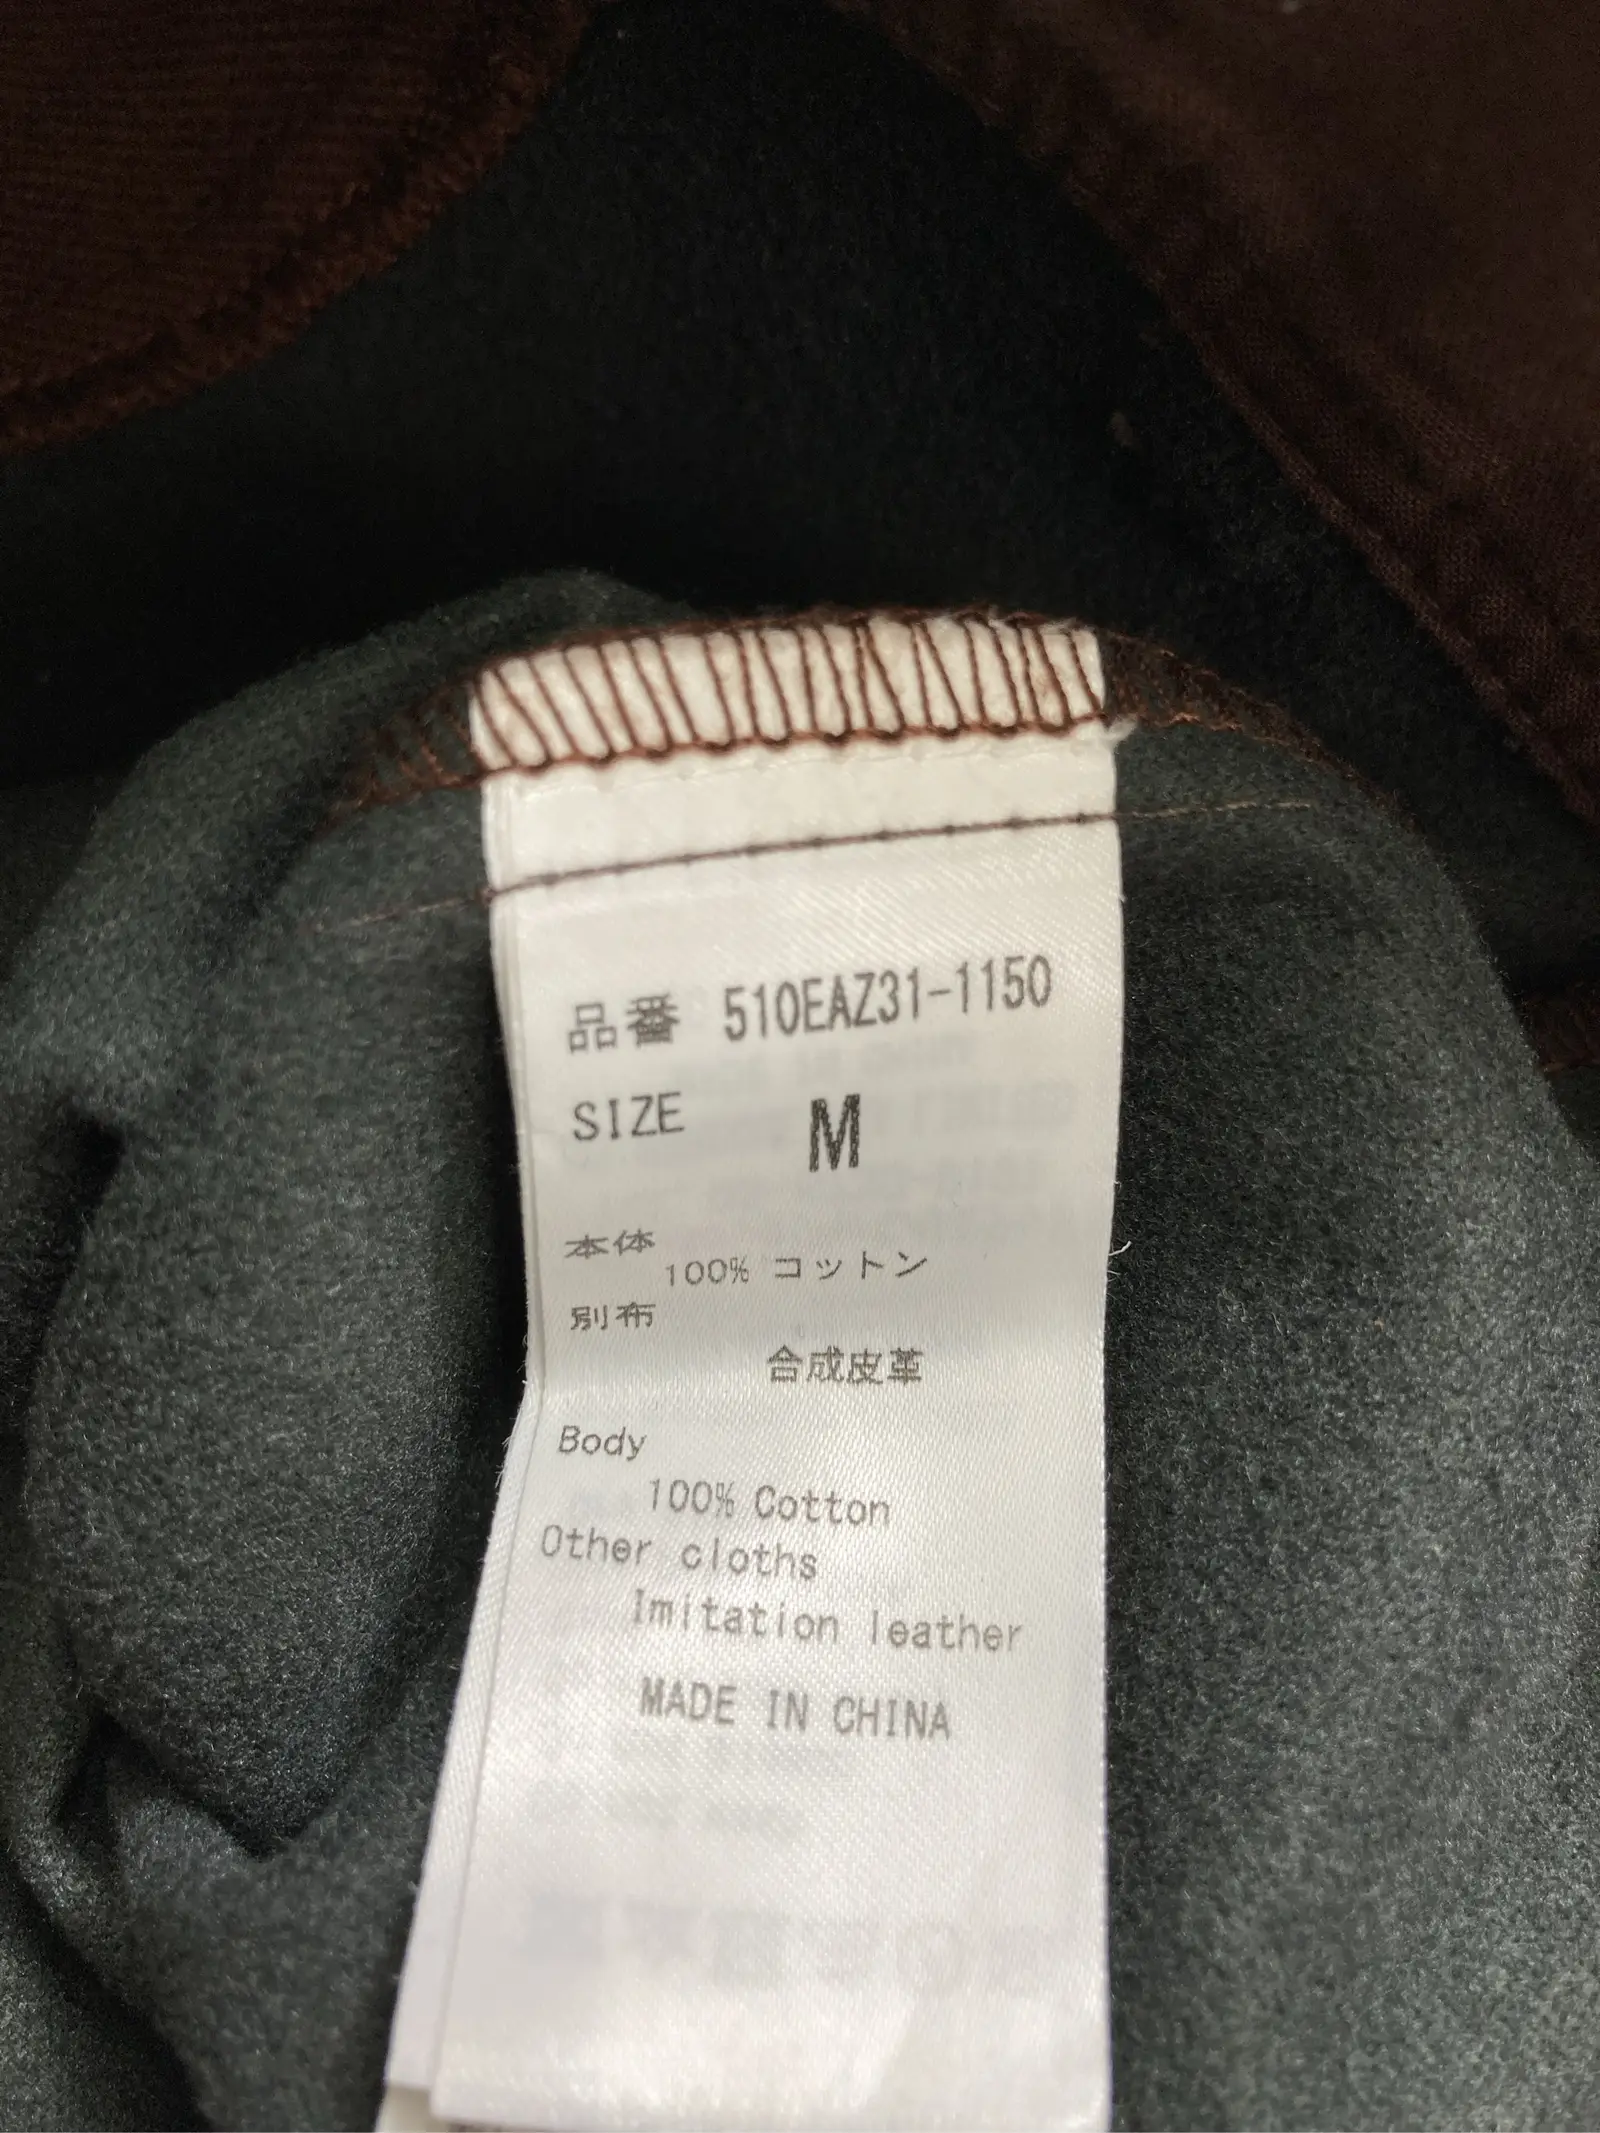 品番 510EAZ31-1150
SIZE M
本体
100% コットン
別布
合成皮革
Body
100% Cotton
Other cloths
Imitation leather
MADE IN CHINA